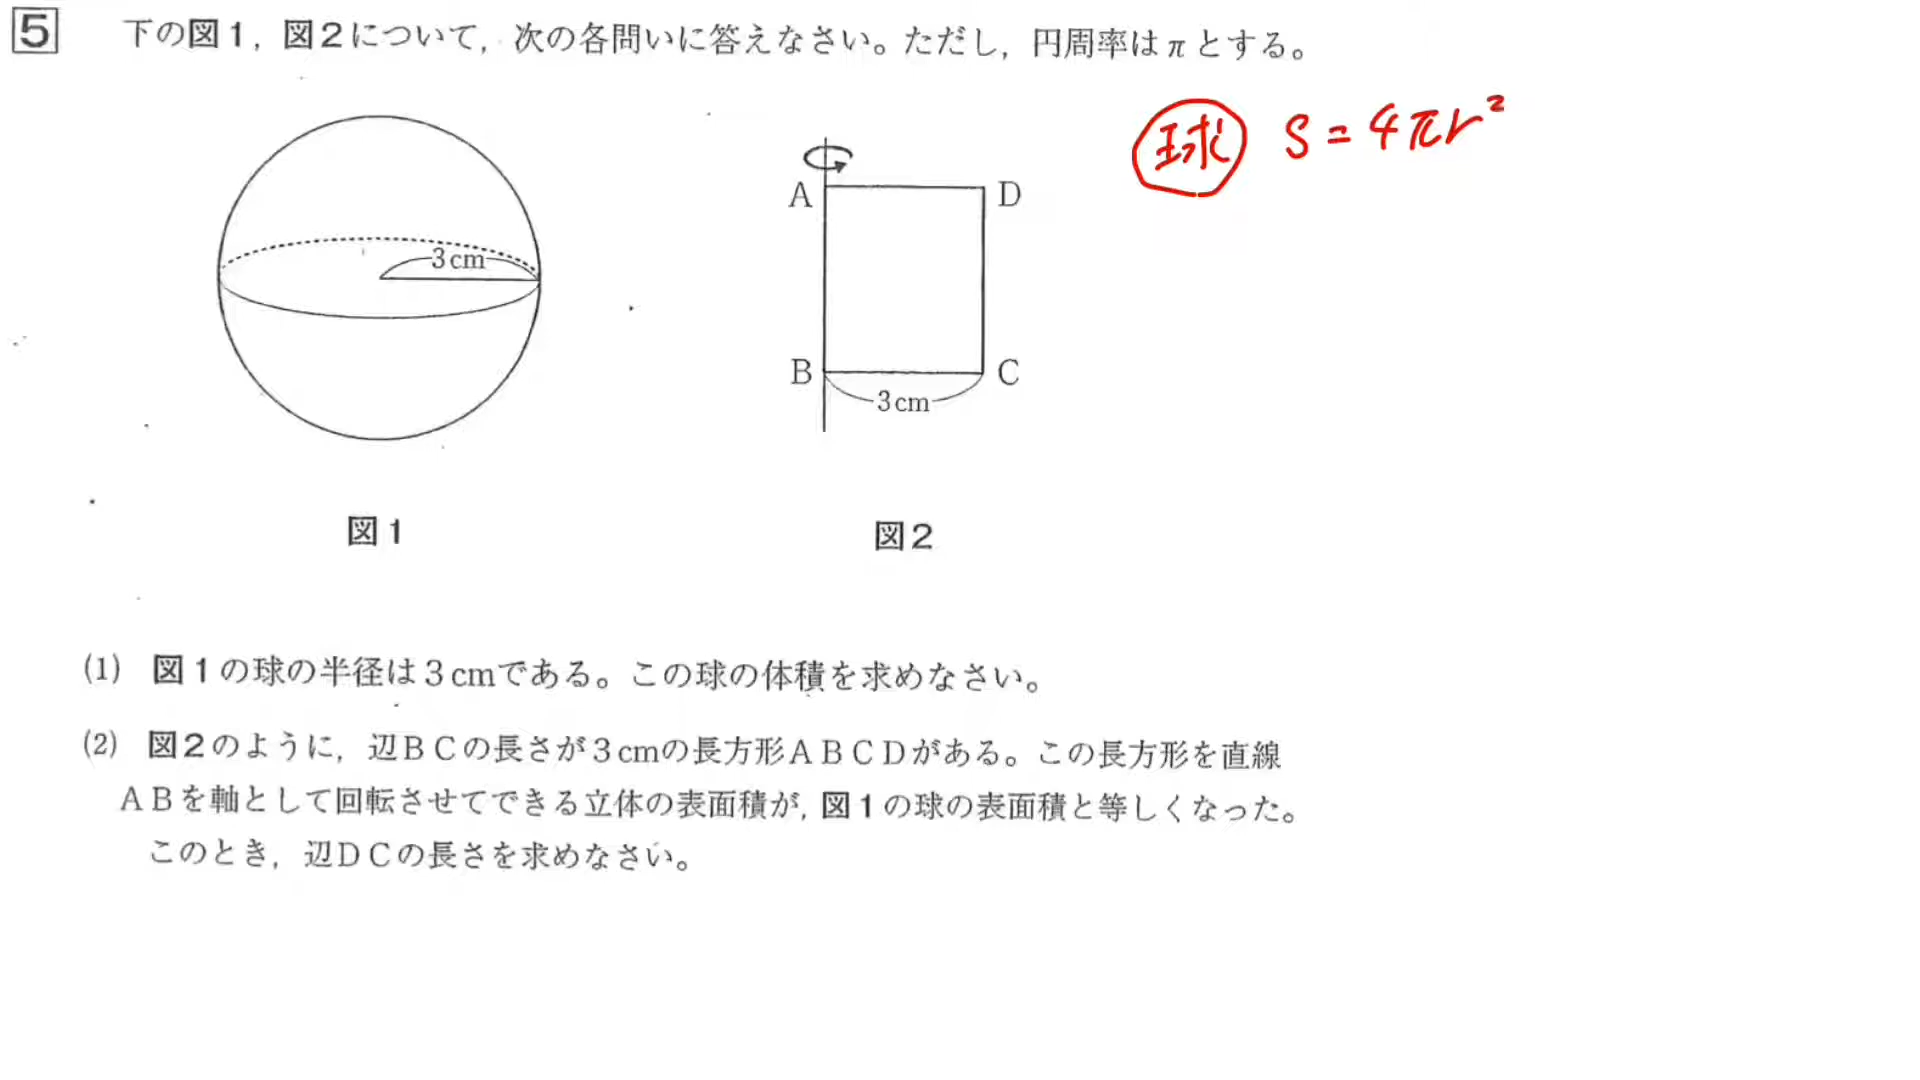 5 下の図1，図2について，次の各問いに答えなさい。ただし，円周率はπとする。
球 S = 4πr²
3cm
A D
B C
3cm
図1
図2
(1) 図1の球の半径は3cmである。この球の体積を求めなさい。
(2) 図2のように，辺BCの長さが3cmの長方形ABCDがある。この長方形を直線
ABを軸として回転させてできる立体の表面積が，図1の球の表面積と等しくなった。
このとき，辺DCの長さを求めなさい。